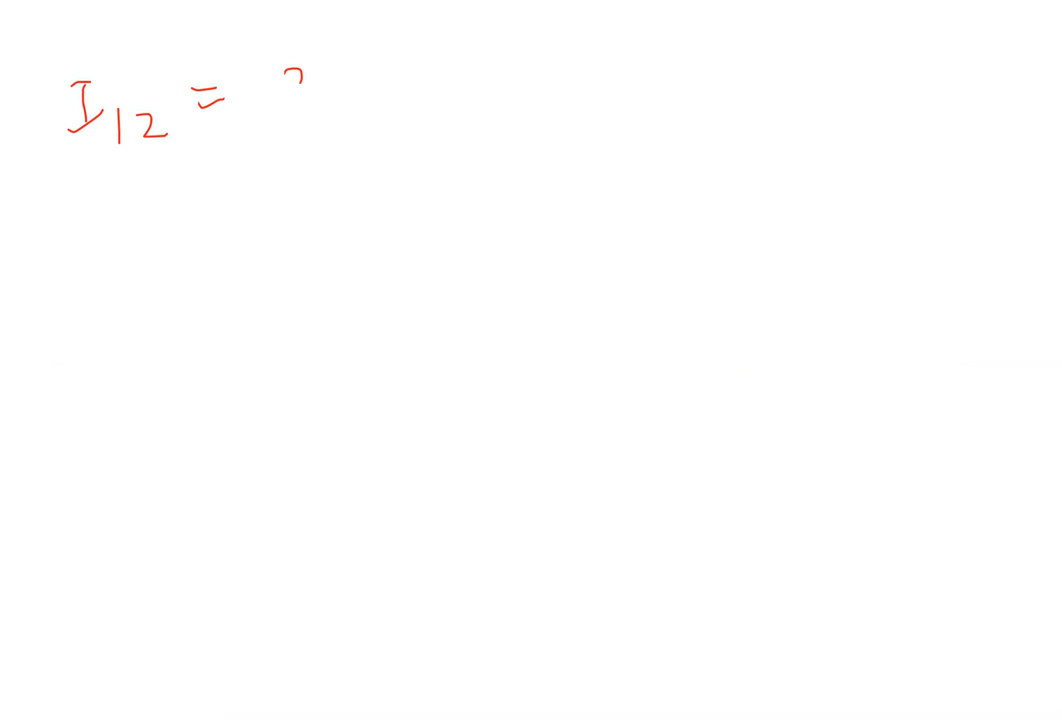 I₁₂ = ?